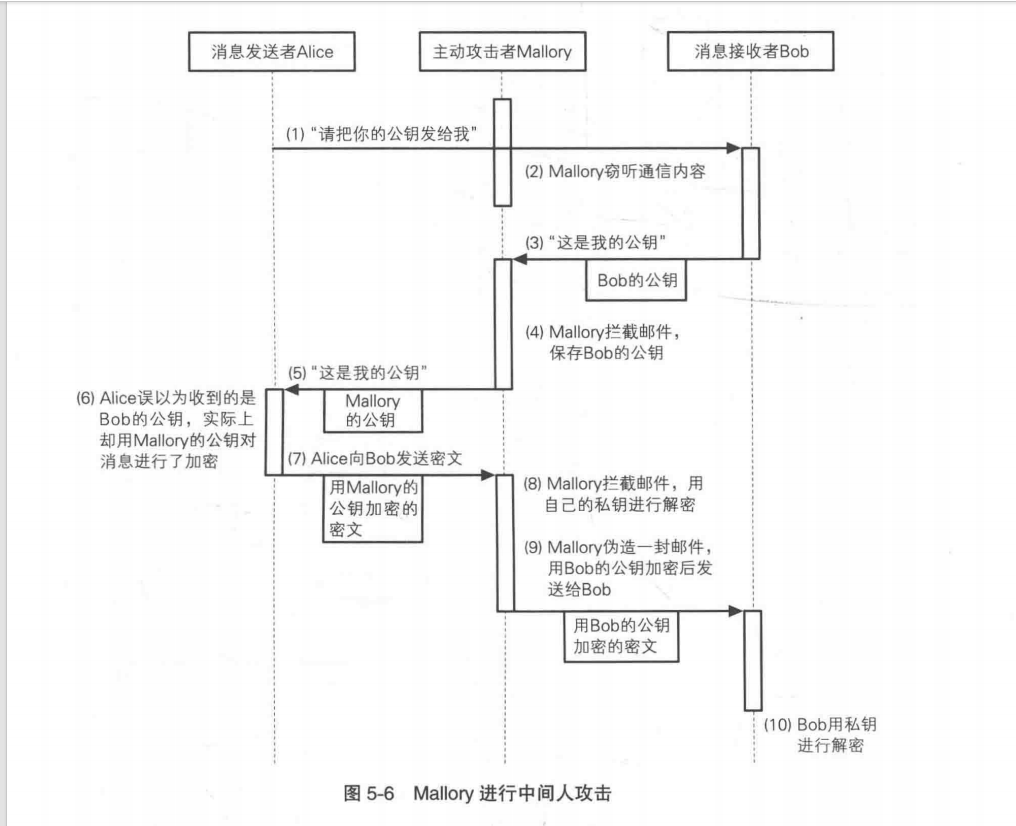 消息发送者Alice
主动攻击者Mallory
消息接收者Bob
(1) “请把你的公钥发给我”
(2) Mallory窃听通信内容
(3) “这是我的公钥”
Bob的公钥
(4) Mallory拦截邮件，
保存Bob的公钥
(5) “这是我的公钥”
Mallory
的公钥
(6) Alice误以为收到的是
Bob的公钥，实际上
却用Mallory的公钥对
消息进行了加密
(7) Alice向Bob发送密文
用Mallory的
公钥加密的
密文
(8) Mallory拦截邮件，用
自己的私钥进行解密
(9) Mallory伪造一封邮件，
用Bob的公钥加密后发
送给Bob
用Bob的公钥
加密的密文
(10) Bob用私钥
进行解密
图 5-6 Mallory 进行中间人攻击